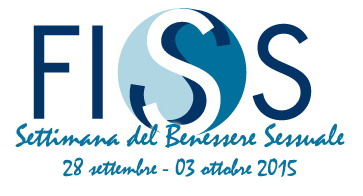 FISS
Settimana del Benessere Sessuale
28 settembre - 03 ottobre 2015